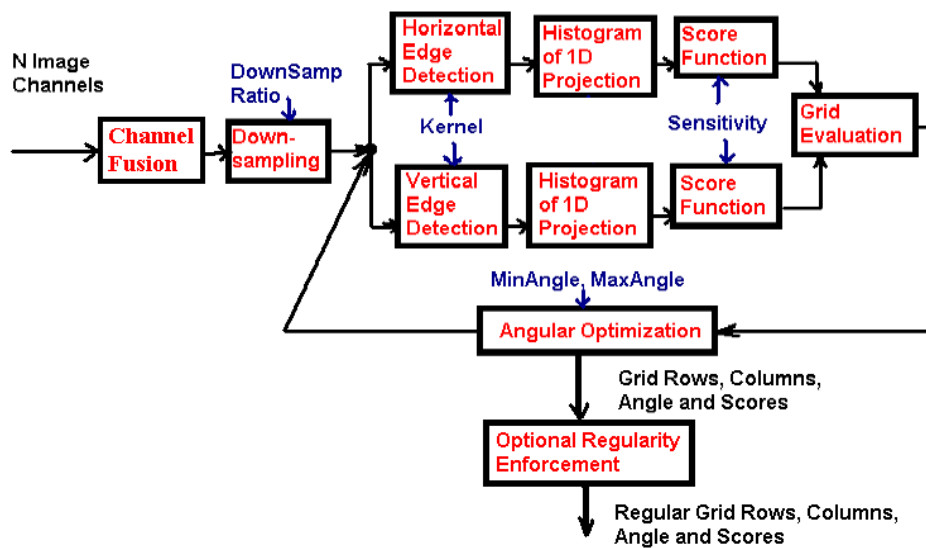 N Image
Channels
DownSamp
Ratio
Channel
Fusion
Down-
sampling
Horizontal
Edge
Detection
Histogram
of 1D
Projection
Score
Function
Kernel
Sensitivity
Grid
Evaluation
Vertical
Edge
Detection
Histogram
of 1D
Projection
Score
Function
MinAngle, MaxAngle
Angular Optimization
Grid Rows, Columns,
Angle and Scores
Optional Regularity
Enforcement
Regular Grid Rows, Columns,
Angle and Scores